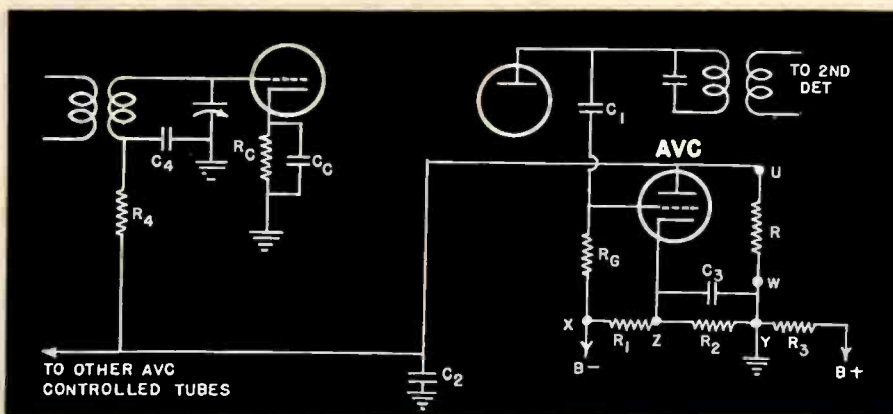 TO 2ND
DET
C1
AVC
RC
CC
C4
U
R4
R
RG
C3
W
X
R1
Z
R2
Y
R3
B-
B+
TO OTHER AVC
CONTROLLED TUBES
C2